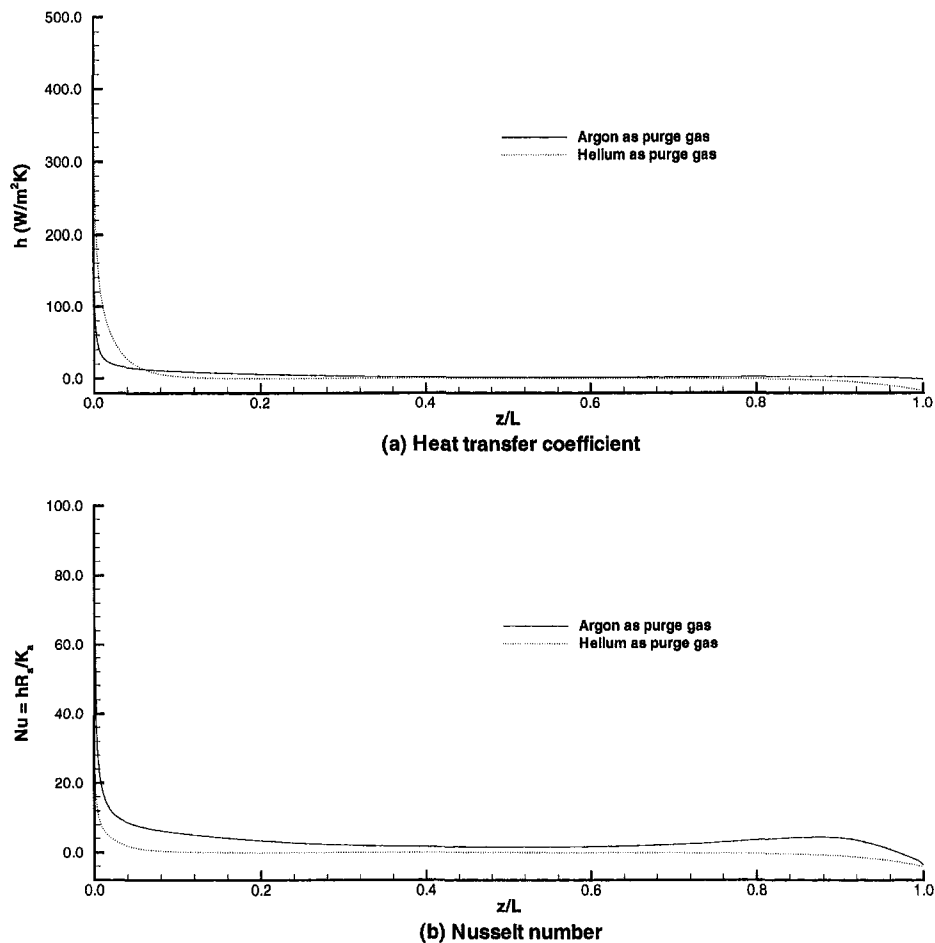 500.0
400.0
300.0
200.0
100.0
0.0
h (W/m²K)
Argon as purge gas
Helium as purge gas
0.0 0.2 0.4 0.6 0.8 1.0
z/L
(a) Heat transfer coefficient
100.0
80.0
60.0
40.0
20.0
0.0
Nu = hRₐ/Kₐ
Argon as purge gas
Helium as purge gas
0.0 0.2 0.4 0.6 0.8 1.0
z/L
(b) Nusselt number